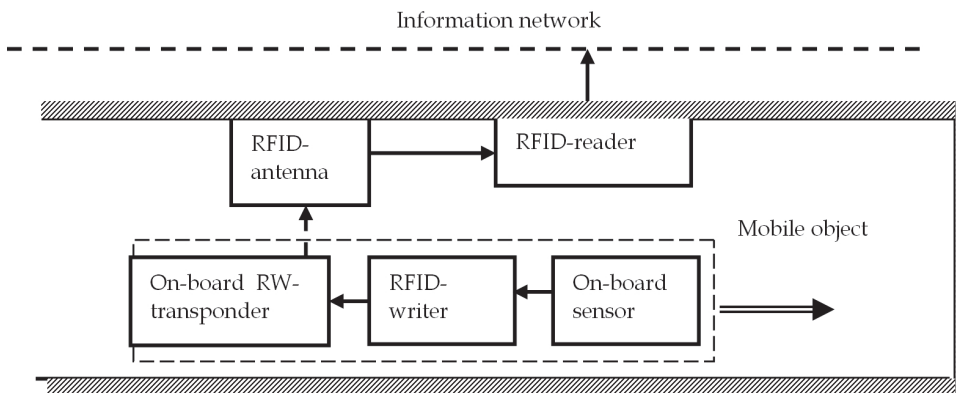 Information network
RFID-
antenna
RFID-reader
Mobile object
On-board RW-
transponder
RFID-
writer
On-board
sensor